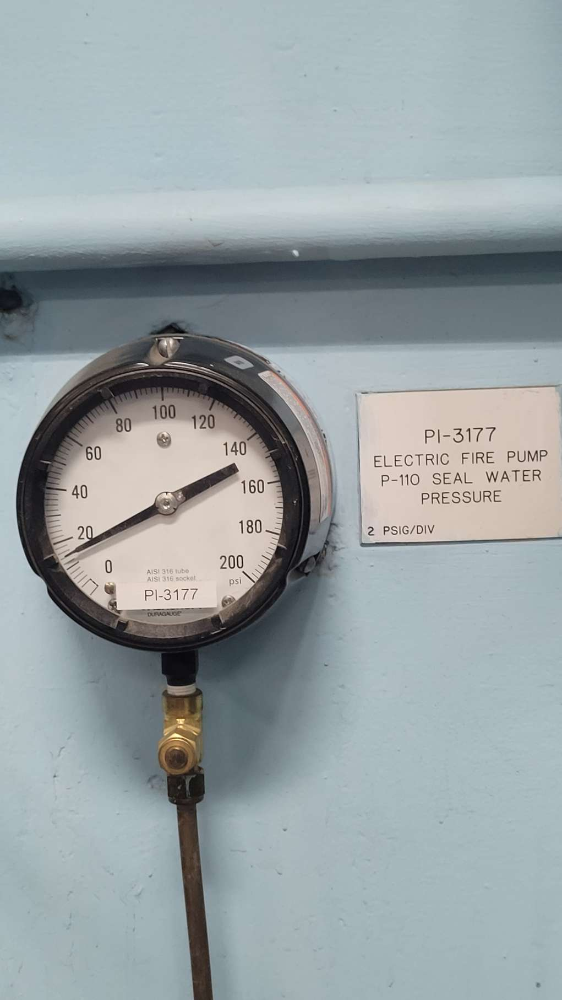 100
80
120
60
140
40
160
20
180
0
200
psi
AISI 316 tube
AISI 316 socket
PI-3177
DURAGAUGE
PI-3177
ELECTRIC FIRE PUMP
P-110 SEAL WATER
PRESSURE
2 PSIG/DIV